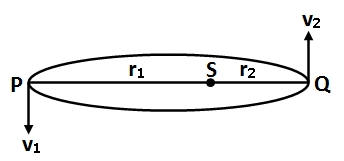 v₂
r₁ S r₂
P Q
v₁